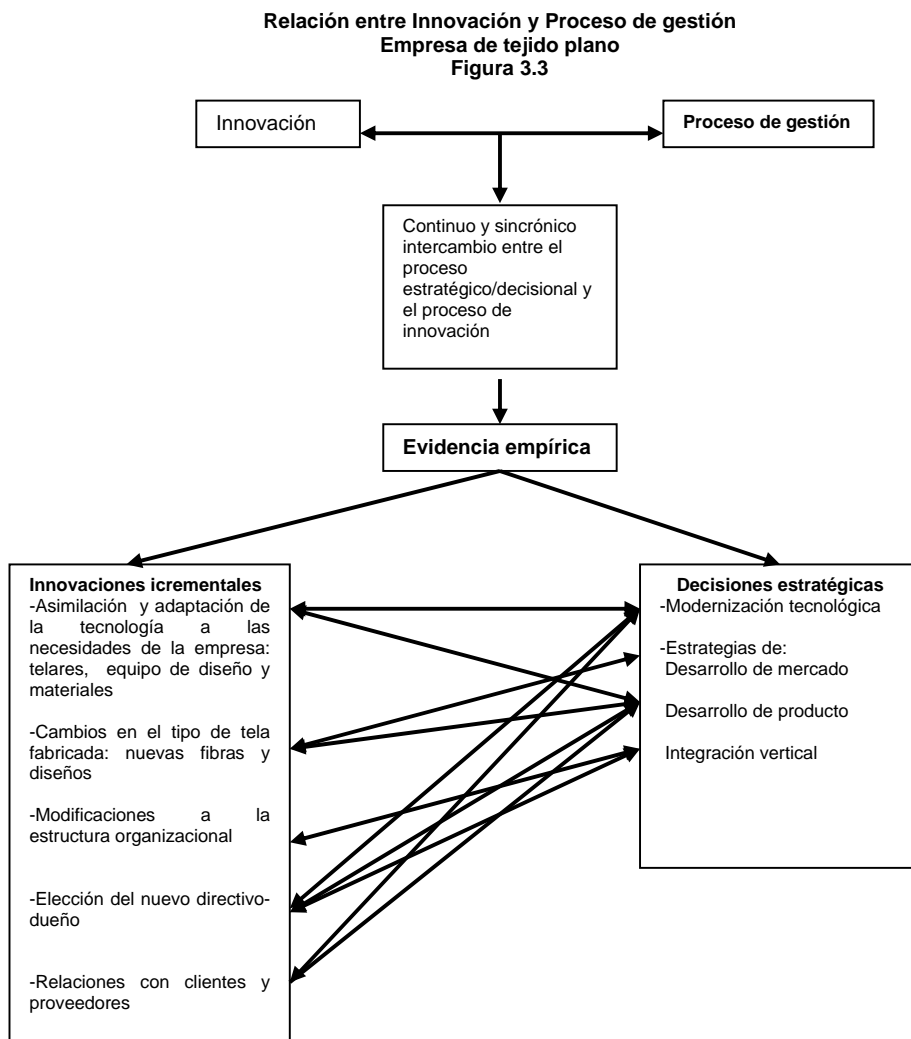 Relación entre Innovación y Proceso de gestión
Empresa de tejido plano
Figura 3.3
Innovación
Proceso de gestión
Continuo y sincrónico
intercambio entre el
proceso
estratégico/decisional y
el proceso de
innovación
Evidencia empírica
Innovaciones icrementales
-Asimilación y adaptación de
la tecnología a las
necesidades de la empresa:
telares, equipo de diseño y
materiales
-Cambios en el tipo de tela
fabricada: nuevas fibras y
diseños
-Modificaciones a la
estructura organizacional
-Elección del nuevo directivo-
dueño
-Relaciones con clientes y
proveedores
Decisiones estratégicas
-Modernización tecnológica
-Estrategias de:
Desarrollo de mercado
Desarrollo de producto
Integración vertical